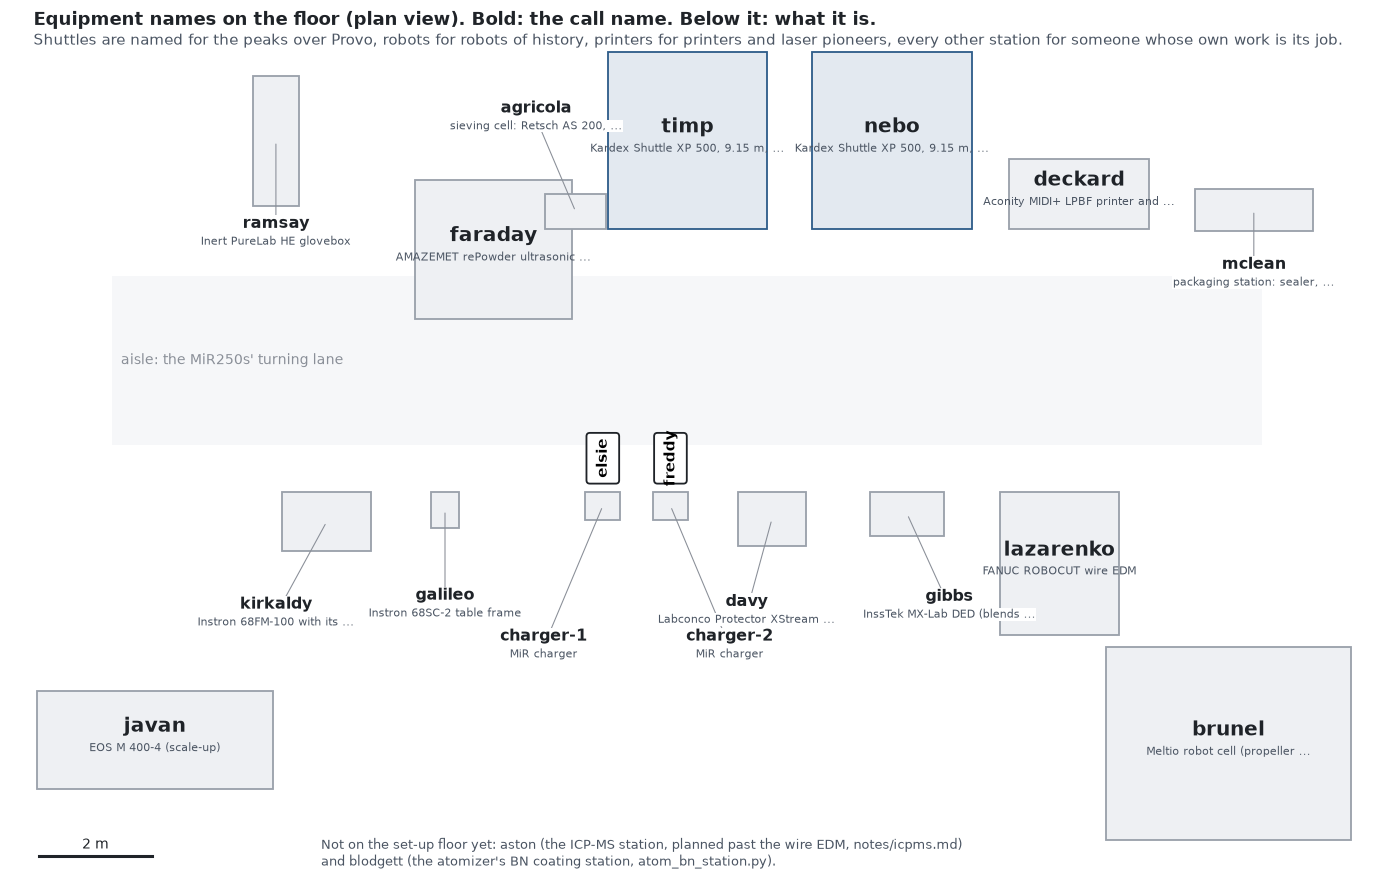 Equipment names on the floor (plan view). Bold: the call name. Below it: what it is.
Shuttles are named for the peaks over Provo, robots for robots of history, printers for printers and laser pioneers, every other station for someone whose own work is its job.
agricola
sieving cell: Retsch AS 200, ...
timp
Kardex Shuttle XP 500, 9.15 m, ...
nebo
Kardex Shuttle XP 500, 9.15 m, ...
deckard
Aconity MIDI+ LPBF printer and ...
ramsay
Inert PureLab HE glovebox
faraday
AMAZEMET rePowder ultrasonic ...
mclean
packaging station: sealer, ...
aisle: the MiR250s' turning lane
elsie
freddy
kirkaldy
Instron 68FM-100 with its ...
galileo
Instron 68SC-2 table frame
charger-1
MiR charger
davy
Labconco Protector XStream ...
charger-2
MiR charger
gibbs
InssTek MX-Lab DED (blends ...
lazarenko
FANUC ROBOCUT wire EDM
javan
EOS M 400-4 (scale-up)
brunel
Meltio robot cell (propeller ...
2 m
Not on the set-up floor yet: aston (the ICP-MS station, planned past the wire EDM, notes/icpms.md)
and blodgett (the atomizer's BN coating station, atom_bn_station.py).